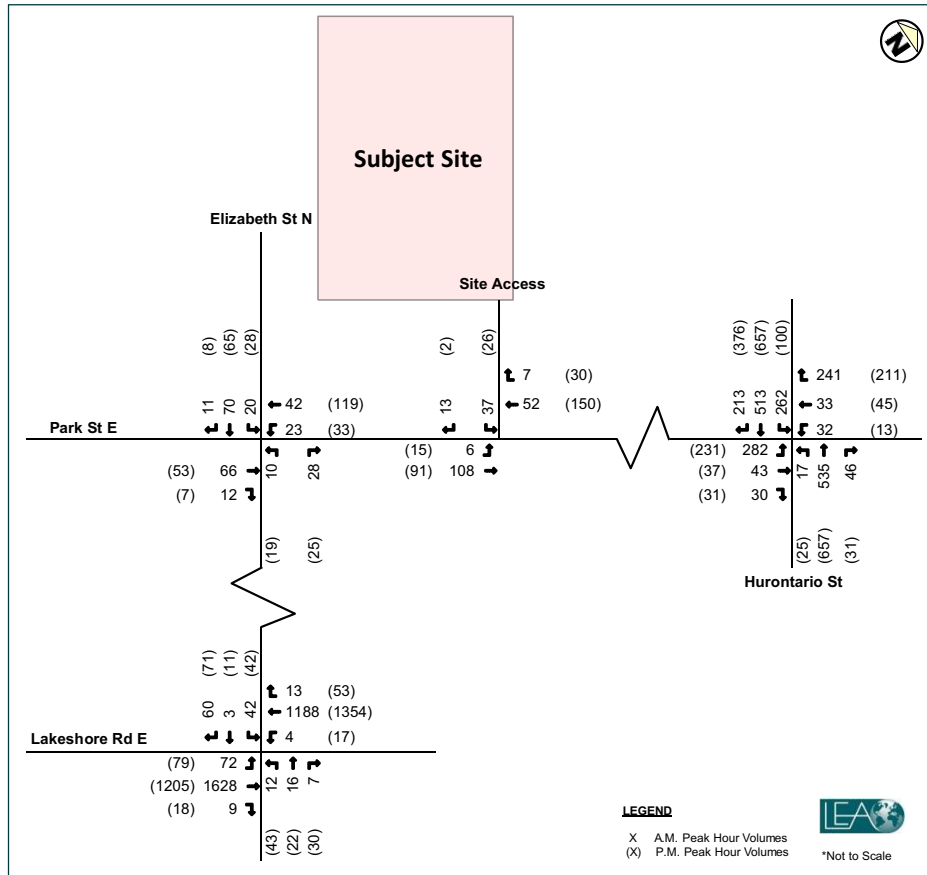 N
Subject Site
Elizabeth St N
Site Access
(8) (65) (28)
(2) (26)
(376) (657) (100)
7 (30)
241 (211)
11 70 20
42 (119)
13 37
52 (150)
213 513 262
33 (45)
Park St E
23 (33)
32 (13)
(15) 6
(231) 282
(53) 66
10 28
(91) 108
(37) 43
17 535 46
(7) 12
(31) 30
(19) (25)
(25) (657) (31)
Hurontario St
(71) (11) (42)
13 (53)
60 3 42
1188 (1354)
Lakeshore Rd E
4 (17)
(79) 72
(1205) 1628
12 16 7
(18) 9
(43) (22) (30)
LEGEND
X A.M. Peak Hour Volumes
(X) P.M. Peak Hour Volumes
LEA
*Not to Scale